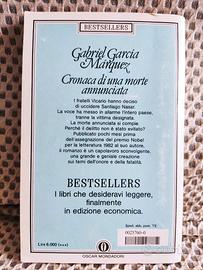 BESTSELLERS
Gabriel García
Márquez
Cronaca di una morte
annunciata
I fratelli Vicario hanno deciso
di uccidere Santiago Nasar.
La voce ha messo in allarme l'intero paese,
tranne la vittima designata.
La morte annunciata si compie.
Perché il delitto non è stato evitato?
Pubblicato pochi mesi prima
dell'assegnazione del premio Nobel
per la letteratura 1982 al suo autore,
il romanzo è un capolavoro sconvolgente,
una grande e geniale creazione
sui temi dell'onore e della fatalità.
BESTSELLERS
I libri che desideravi leggere,
finalmente
in edizione economica.
Lire 6.000
OSCAR MONDADORI